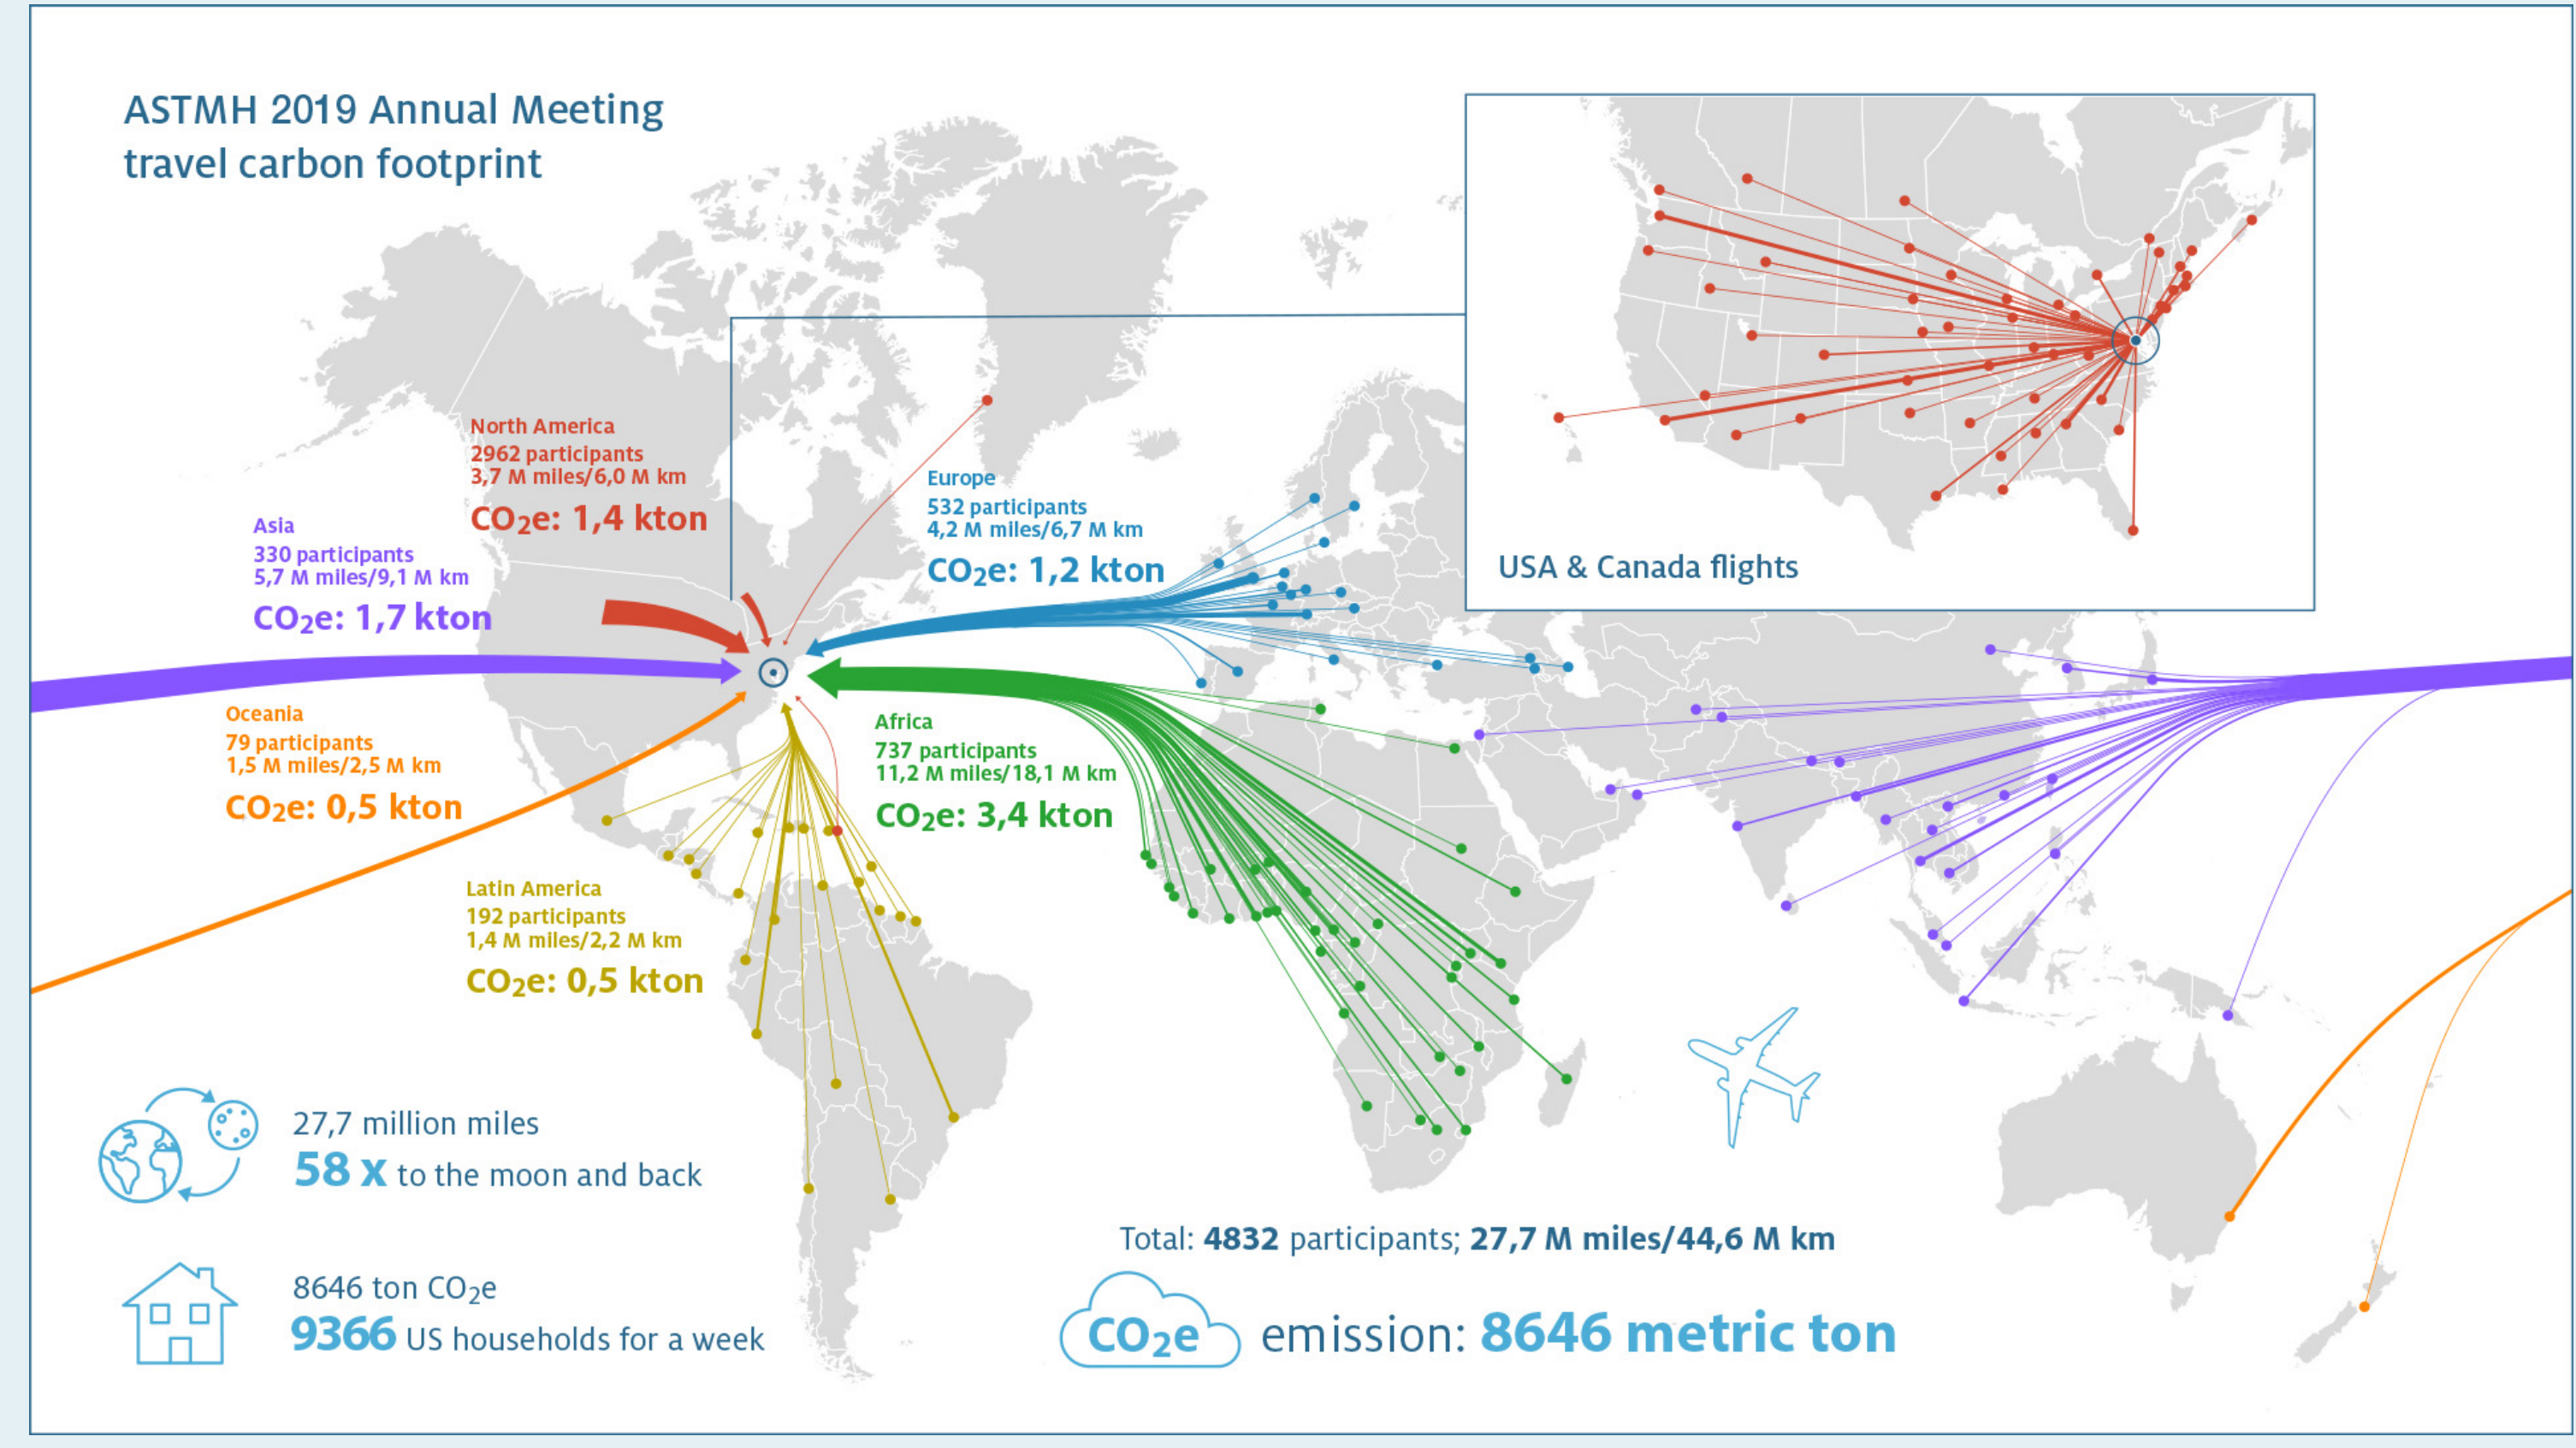 ASTMH 2019 Annual Meeting
travel carbon footprint
North America
2962 participants
3,7 M miles/6,0 M km
CO₂e: 1,4 kton
Europe
532 participants
4,2 M miles/6,7 M km
CO₂e: 1,2 kton
USA & Canada flights
Asia
330 participants
5,7 M miles/9,1 M km
CO₂e: 1,7 kton
Oceania
79 participants
1,5 M miles/2,5 M km
CO₂e: 0,5 kton
Africa
737 participants
11,2 M miles/18,1 M km
CO₂e: 3,4 kton
Latin America
192 participants
1,4 M miles/2,2 M km
CO₂e: 0,5 kton
27,7 million miles
58 x to the moon and back
8646 ton CO₂e
9366 US households for a week
Total: 4832 participants; 27,7 M miles/44,6 M km
CO₂e emission: 8646 metric ton